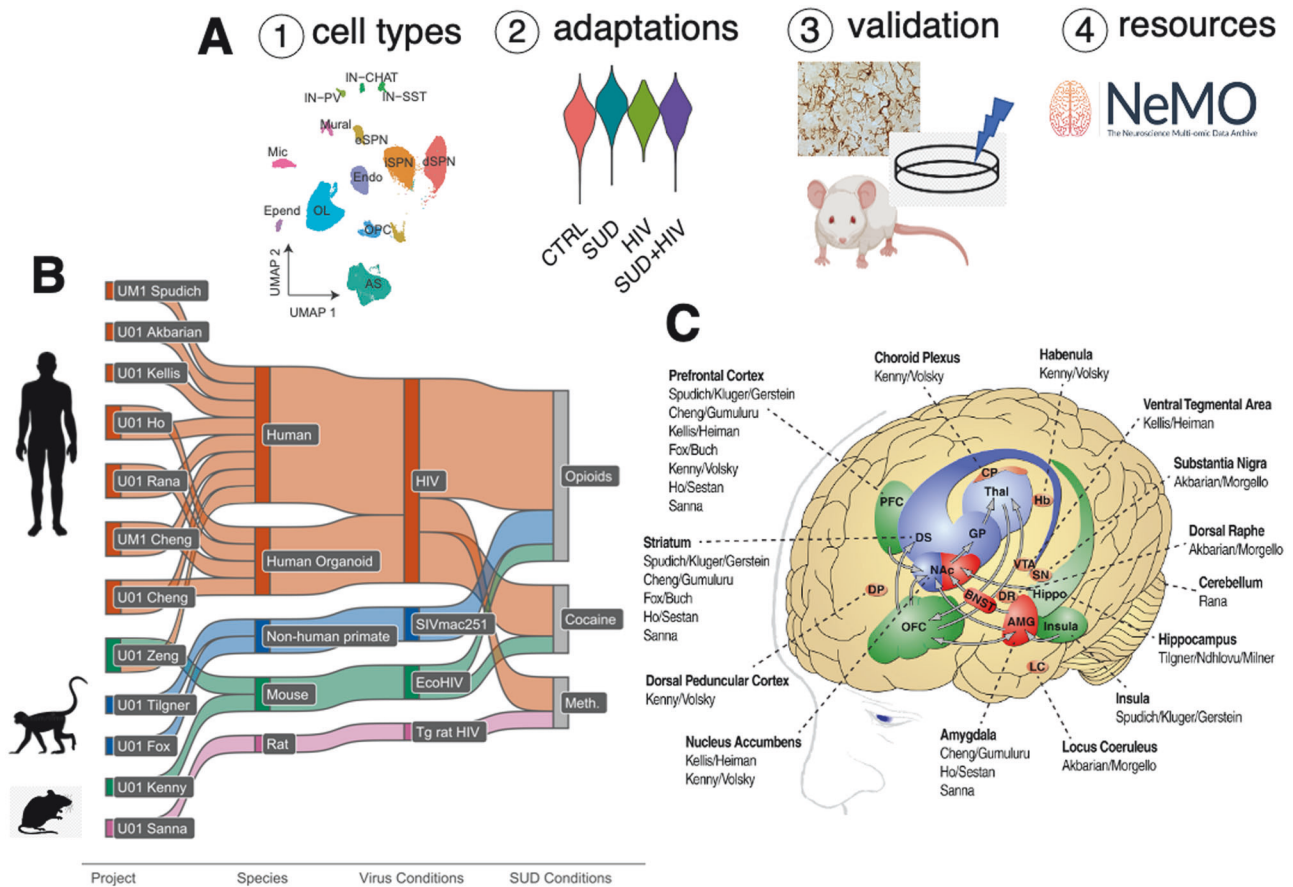 A
1 cell types
2 adaptations
3 validation
4 resources
IN-CHAT
IN-PV
IN-SST
Mural
eSPN
Mic
iSPN
dSPN
Endo
Epend
OL
OPC
AS
UMAP 2
UMAP 1
CTRL
SUD
HIV
SUD+HIV
NeMO
The Neuroscience Multi-omic Data Archive
B
UM1 Spudich
U01 Akbarian
U01 Kellis
U01 Ho
U01 Rana
UM1 Cheng
U01 Cheng
U01 Zeng
U01 Tilgner
U01 Fox
U01 Kenny
U01 Sanna
Human
Human Organoid
Non-human primate
Mouse
Rat
HIV
SIVmac251
EcoHIV
Tg rat HIV
Opioids
Cocaine
Meth.
Project
Species
Virus Conditions
SUD Conditions
C
Prefrontal Cortex
Spudich/Kluger/Gerstein
Cheng/Gumuluru
Kellis/Heiman
Fox/Buch
Kenny/Volsky
Ho/Sestan
Sanna
Striatum
Spudich/Kluger/Gerstein
Cheng/Gumuluru
Fox/Buch
Ho/Sestan
Sanna
Dorsal Peduncular Cortex
Kenny/Volsky
Nucleus Accumbens
Kellis/Heiman
Kenny/Volsky
Choroid Plexus
Kenny/Volsky
Habenula
Kenny/Volsky
Ventral Tegmental Area
Kellis/Heiman
Substantia Nigra
Akbarian/Morgello
Dorsal Raphe
Akbarian/Morgello
Cerebellum
Rana
Hippocampus
Tilgner/Ndhlovu/Milner
Insula
Spudich/Kluger/Gerstein
Locus Coeruleus
Akbarian/Morgello
Amygdala
Cheng/Gumuluru
Ho/Sestan
Sanna
PFC
CP
Thal
Hb
DS
GP
NAc
VTA
SN
DP
BNST
DR
Hippo
OFC
AMG
Insula
LC